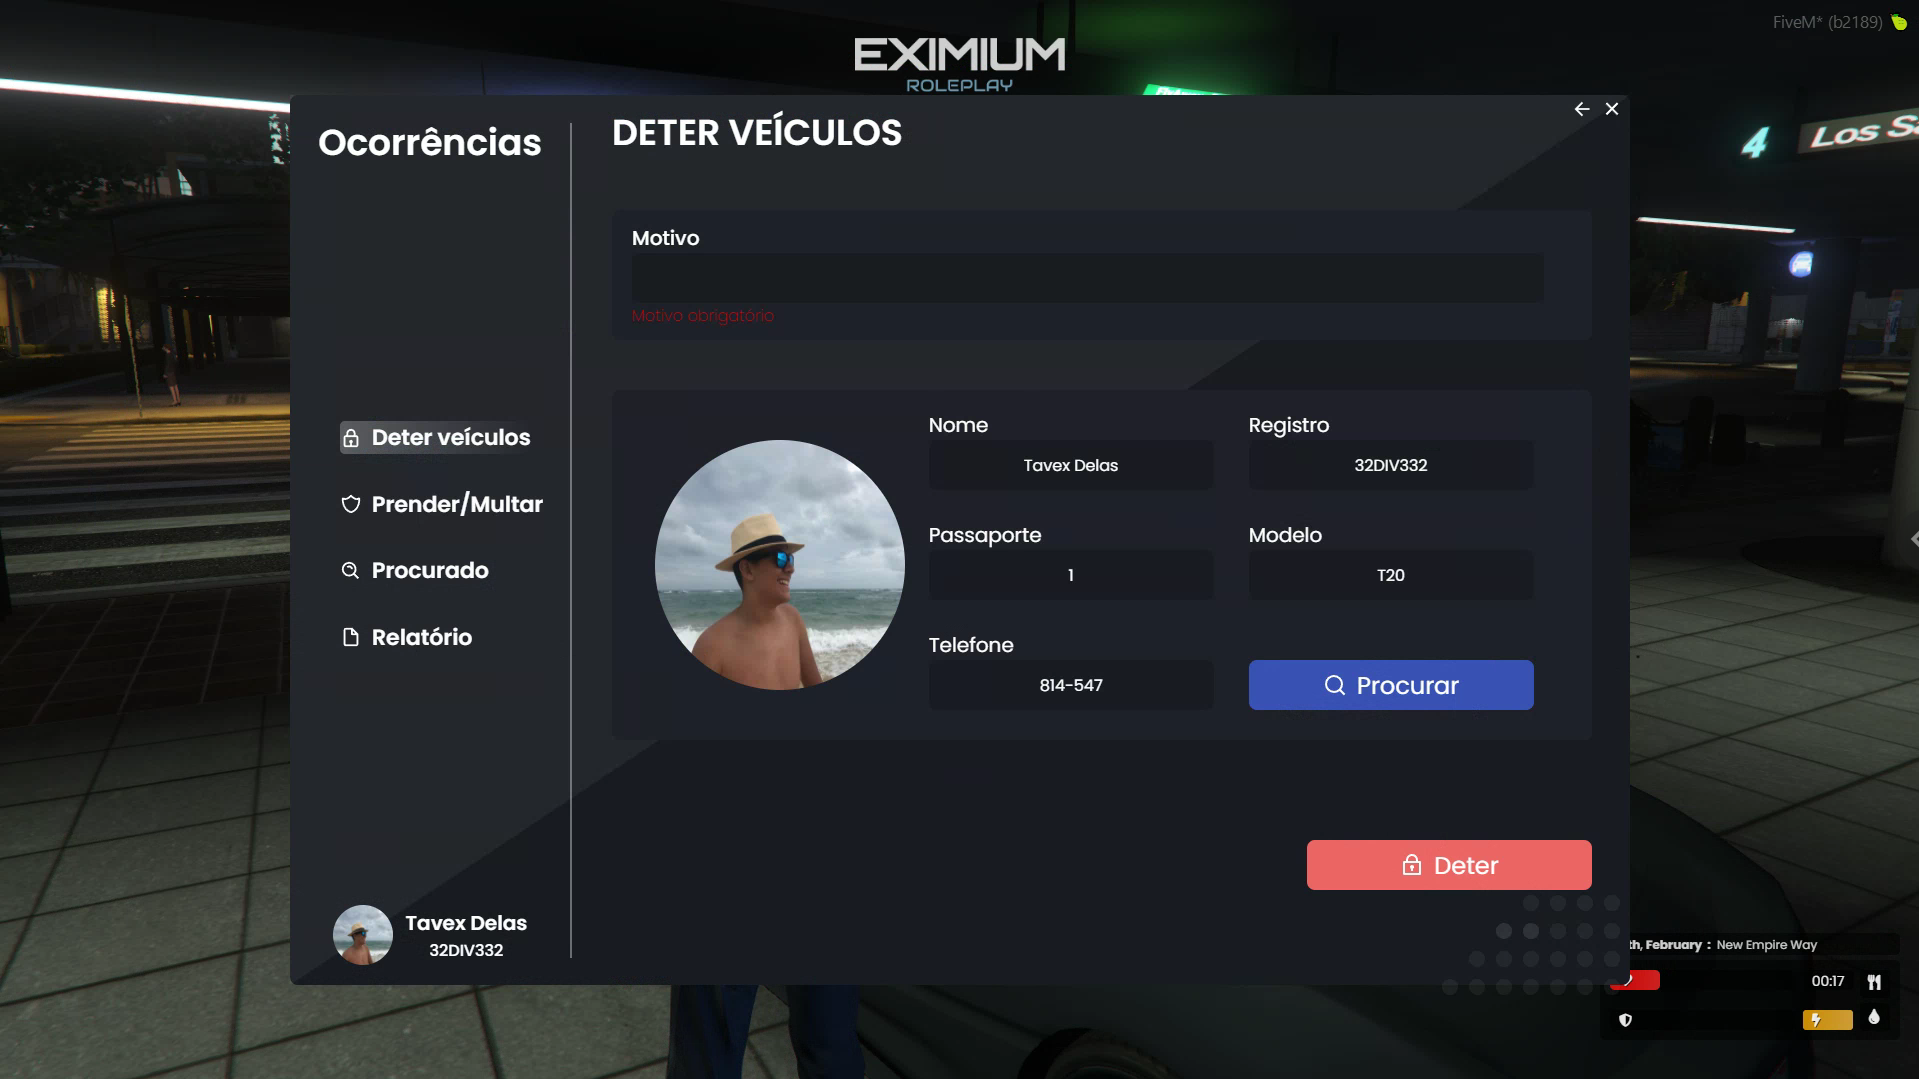 FiveM* (b2189)
EXIMIUM
ROLEPLAY
4
Ocorrências
DETER VEÍCULOS
Motivo
Motivo obrigatório
Deter veículos
Prender/Multar
Procurado
Relatório
Nome
Registro
Tavex Delas
32DIV332
Passaporte
Modelo
1
T20
Telefone
814-547
Procurar
Deter
Tavex Delas
32DIV332
th, February : New Empire Way
00:17